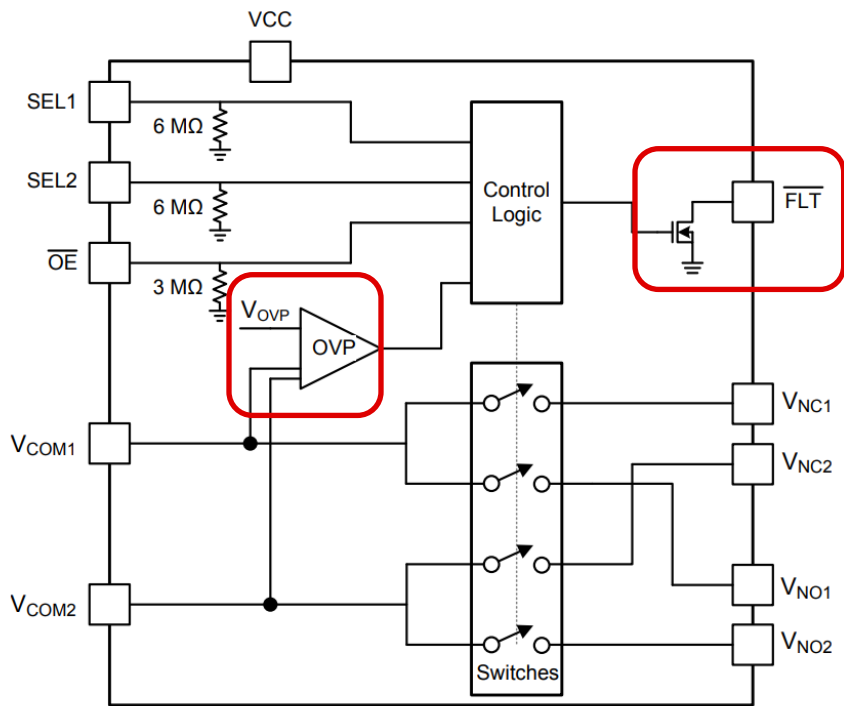 VCC
SEL1
6 MΩ
SEL2
6 MΩ
OE
3 MΩ
Control
Logic
FLT
VOVP
OVP
VCOM1
VCOM2
VNC1
VNC2
VNO1
VNO2
Switches